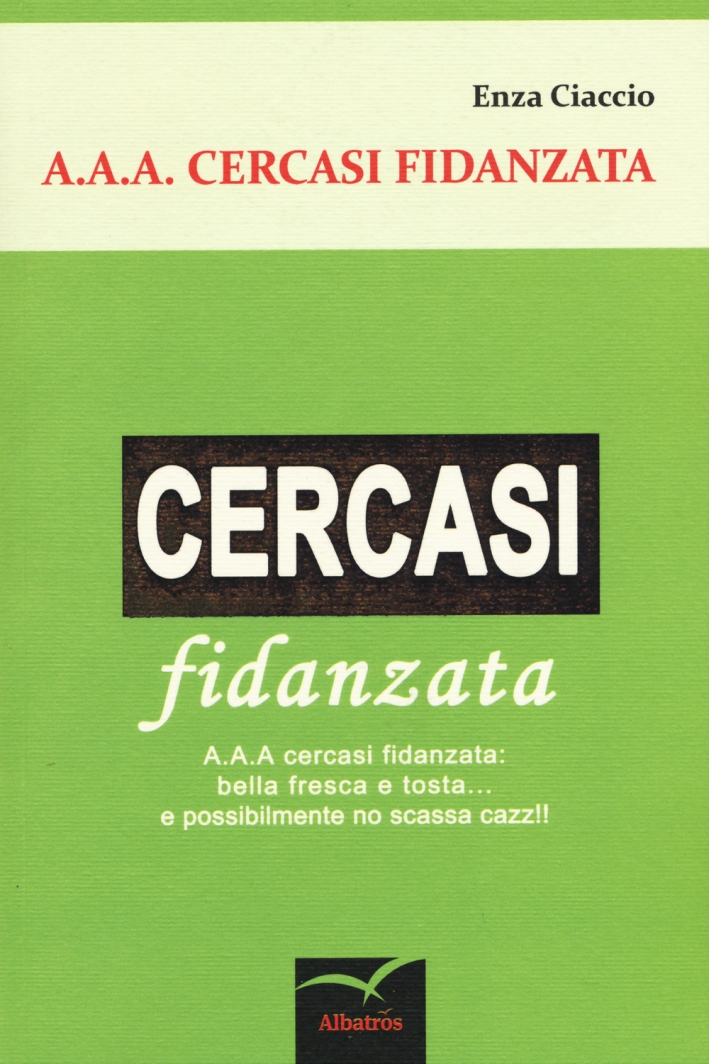 Enza Ciaccio
A.A.A. CERCASI FIDANZATA
CERCASI
fidanzata
A.A.A cercasi fidanzata:
bella fresca e tosta...
e possibilmente no scassa cazz!!
Albatros